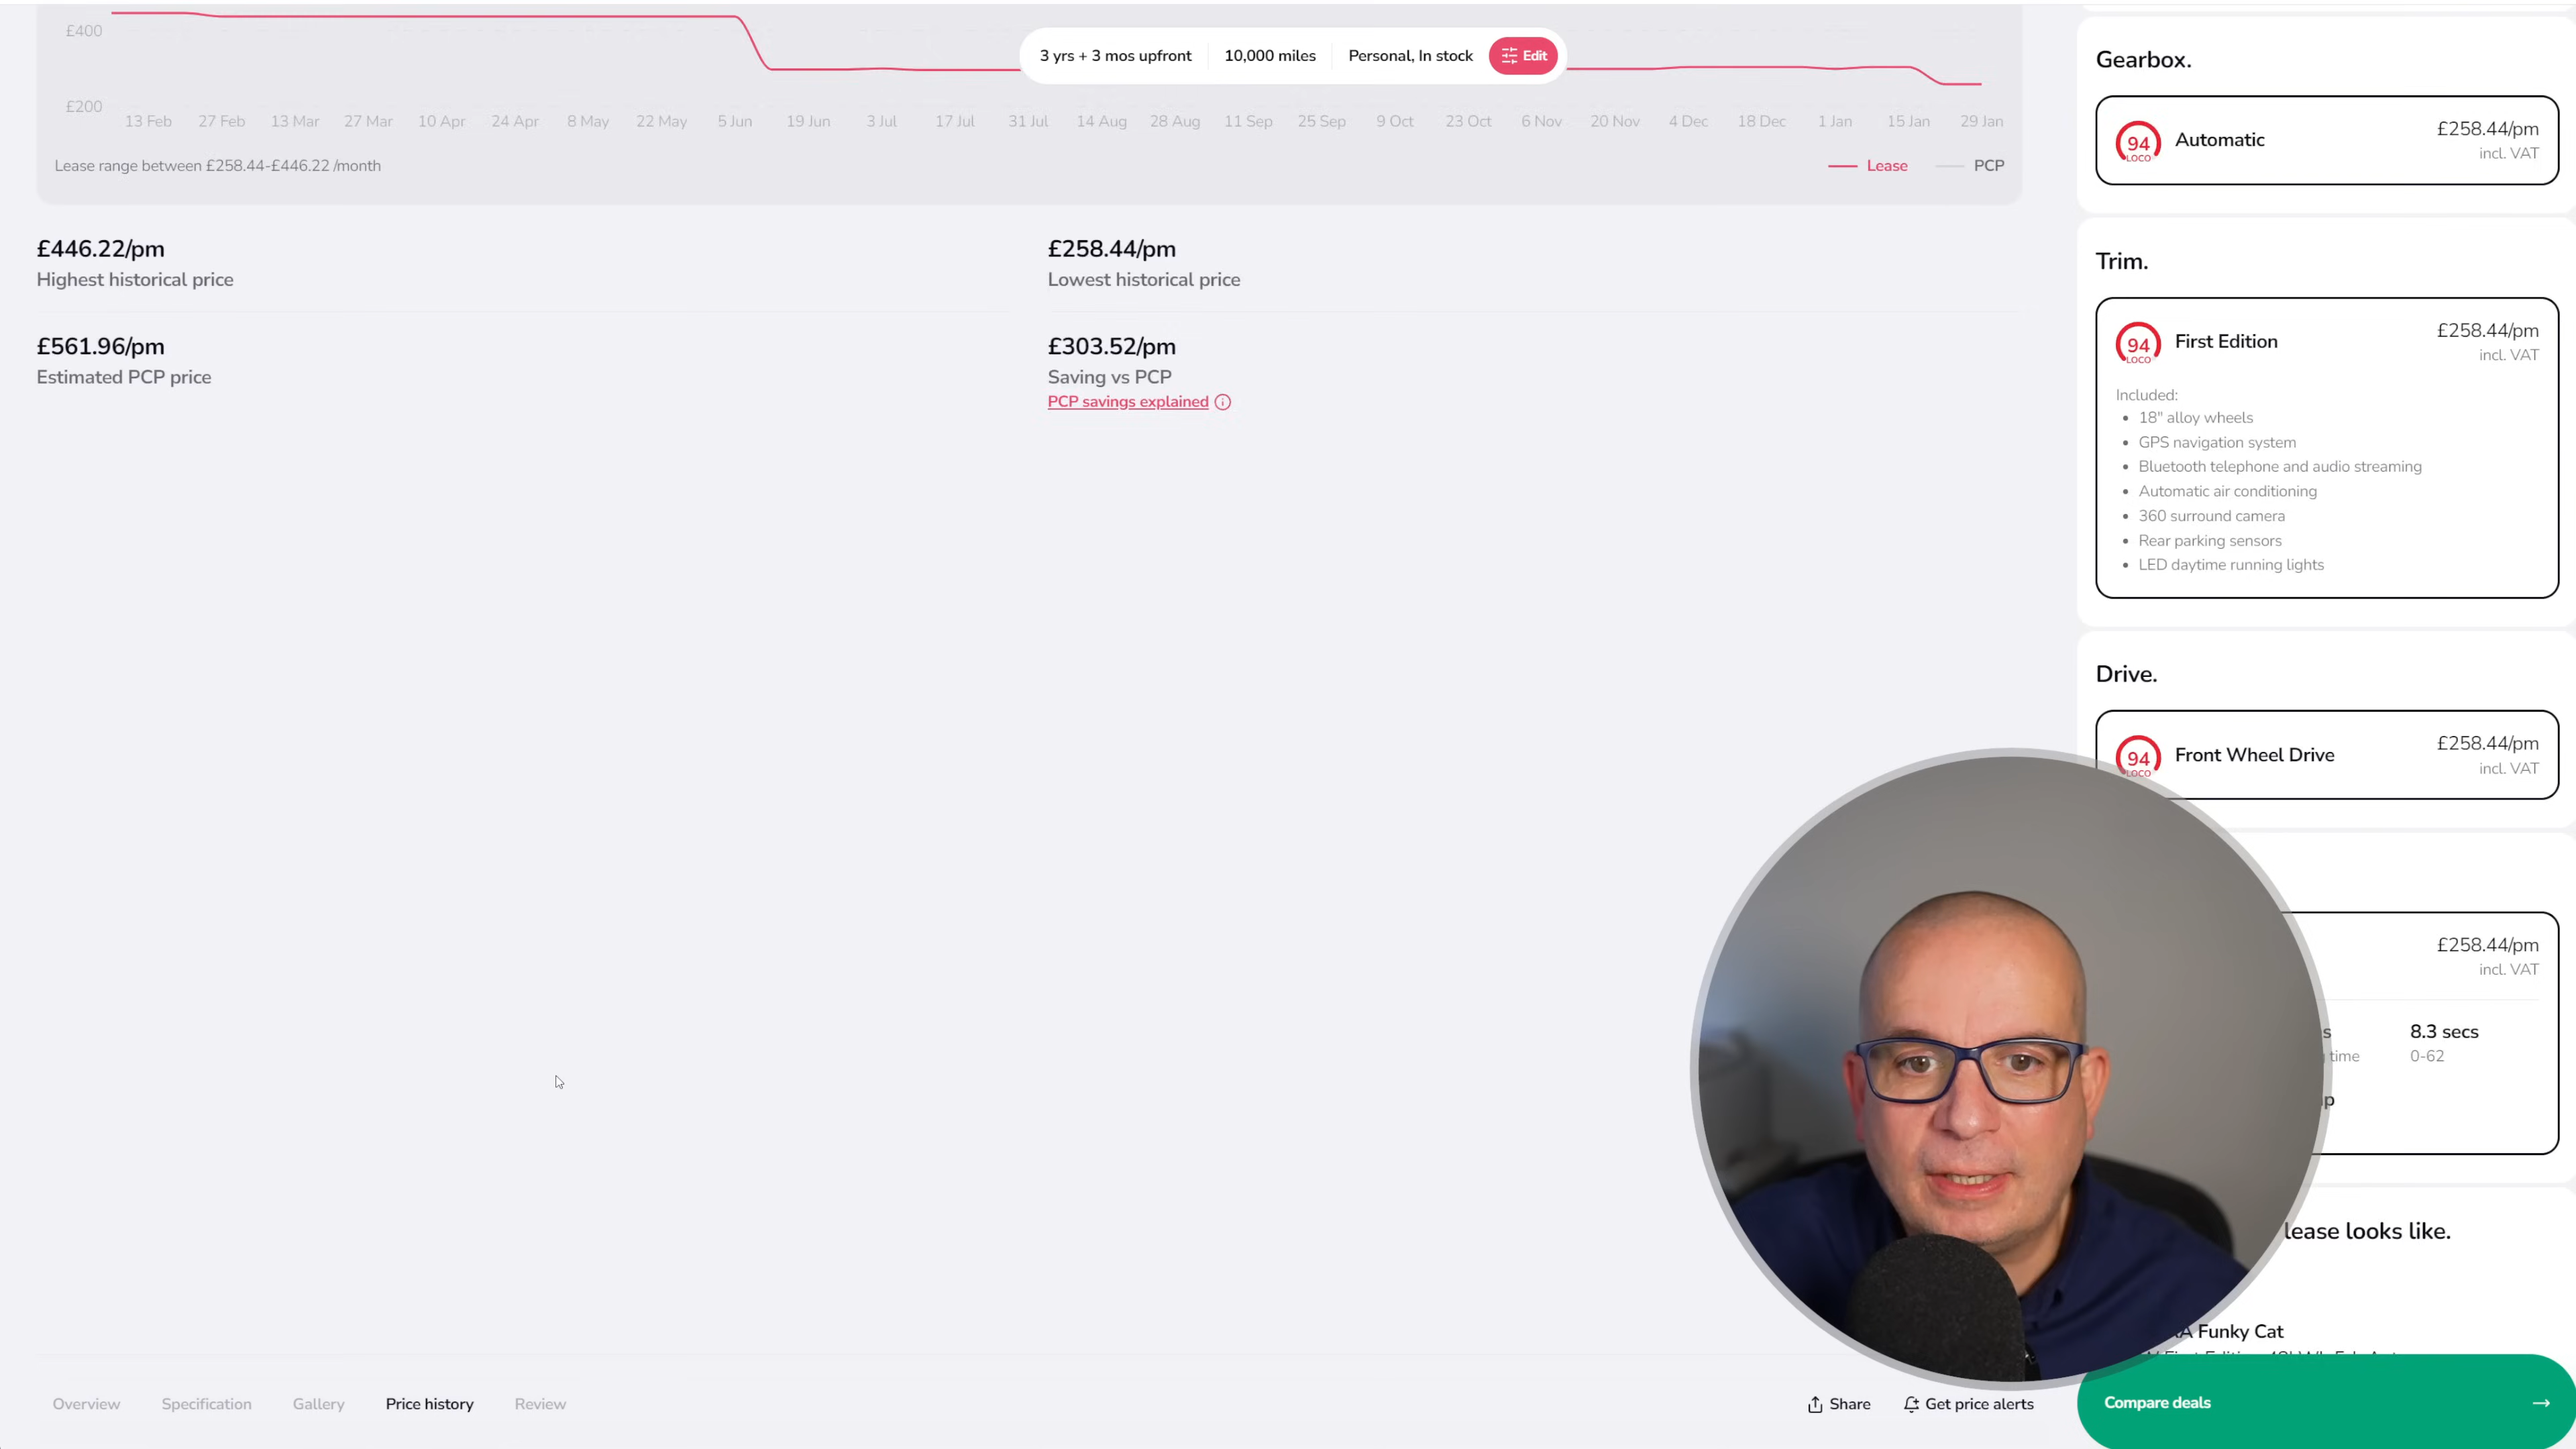 £400
£200
3 yrs + 3 mos upfront
10,000 miles
Personal, In stock
Edit
13 Feb
27 Feb
13 Mar
27 Mar
10 Apr
24 Apr
8 May
22 May
5 Jun
19 Jun
3 Jul
17 Jul
31 Jul
14 Aug
28 Aug
11 Sep
25 Sep
9 Oct
23 Oct
6 Nov
20 Nov
4 Dec
18 Dec
1 Jan
15 Jan
29 Jan
Lease range between £258.44-£446.22 /month
Lease
PCP
£446.22/pm
Highest historical price
£258.44/pm
Lowest historical price
£561.96/pm
Estimated PCP price
£303.52/pm
Saving vs PCP
PCP savings explained
Gearbox.
94
LOCO
Automatic
£258.44/pm
incl. VAT
Trim.
94
LOCO
First Edition
£258.44/pm
incl. VAT
Included:
18" alloy wheels
GPS navigation system
Bluetooth telephone and audio streaming
Automatic air conditioning
360 surround camera
Rear parking sensors
LED daytime running lights
Drive.
94
LOCO
Front Wheel Drive
£258.44/pm
incl. VAT
£258.44/pm
incl. VAT
time
8.3 secs
0-62
lease looks like.
Funky Cat
Overview
Specification
Gallery
Price history
Review
Share
Get price alerts
Compare deals